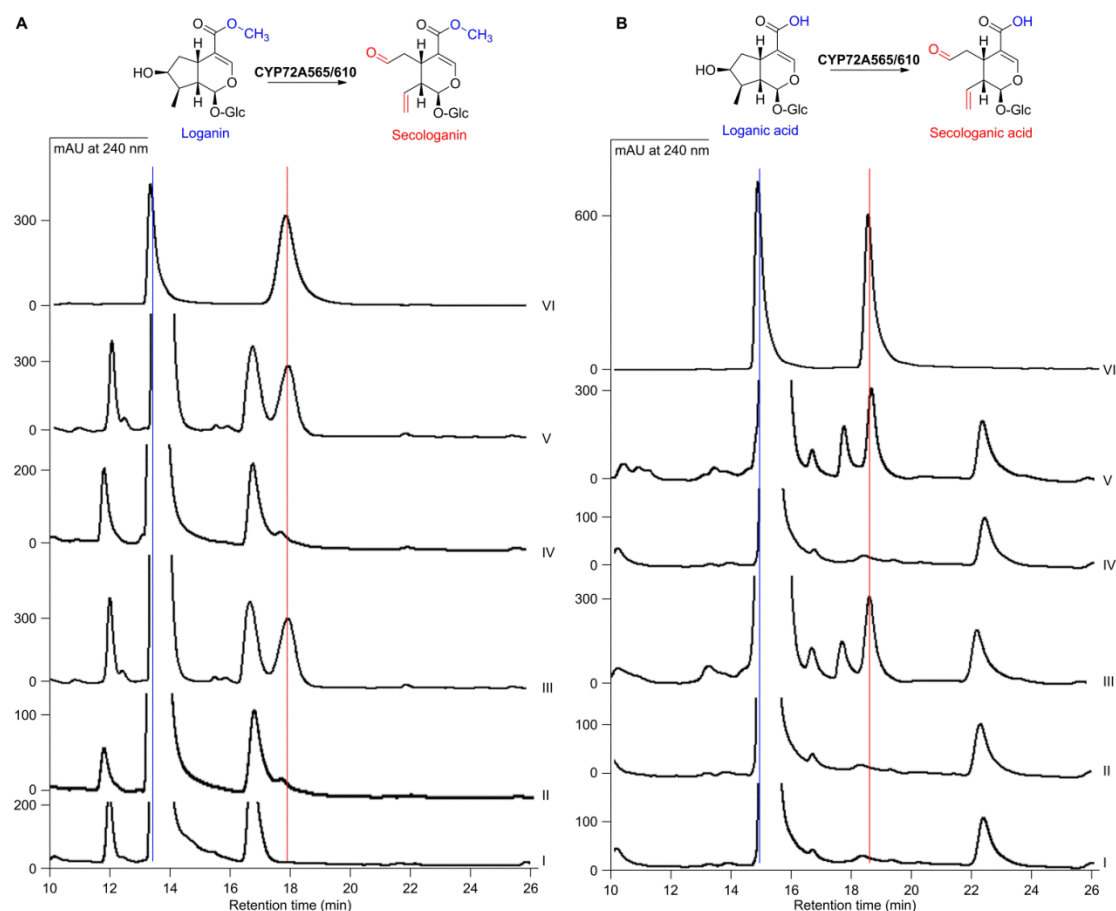 A
O
O
CH3
H
HO
O
H
O-Glc
Loganin
CYP72A565/610
O
O
CH3
O
H
O
H
O-Glc
Secologanin
mAU at 240 nm
300
0
VI
300
0
V
200
0
IV
300
0
III
100
0
II
200
0
I
10 12 14 16 18 20 22 24 26
Retention time (min)
B
O
OH
H
HO
O
H
O-Glc
Loganic acid
CYP72A565/610
O
OH
O
H
O
H
O-Glc
Secologanic acid
mAU at 240 nm
600
0
VI
300
0
V
100
0
IV
300
0
III
100
0
II
100
0
I
10 12 14 16 18 20 22 24 26
Retention time (min)